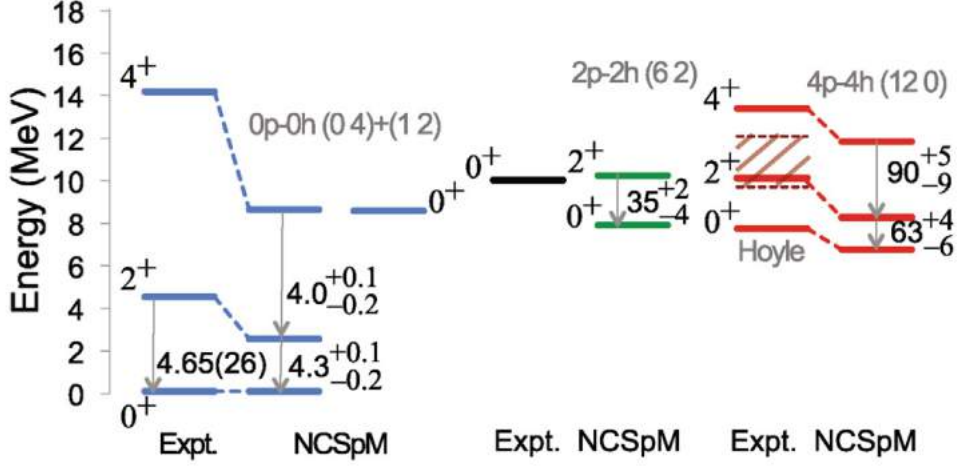 Energy (MeV)
18
16
14
12
10
8
6
4
2
0
4+
2+
0+
0p-0h (0 4)+(1 2)
0+
4.0+0.1−0.2
4.65(26)
4.3+0.1−0.2
Expt.
NCSpM
2p-2h (6 2)
0+
2+
0+
35+2−4
Expt.
NCSpM
4p-4h (12 0)
4+
2+
0+
Hoyle
90+5−9
63+4−6
Expt.
NCSpM